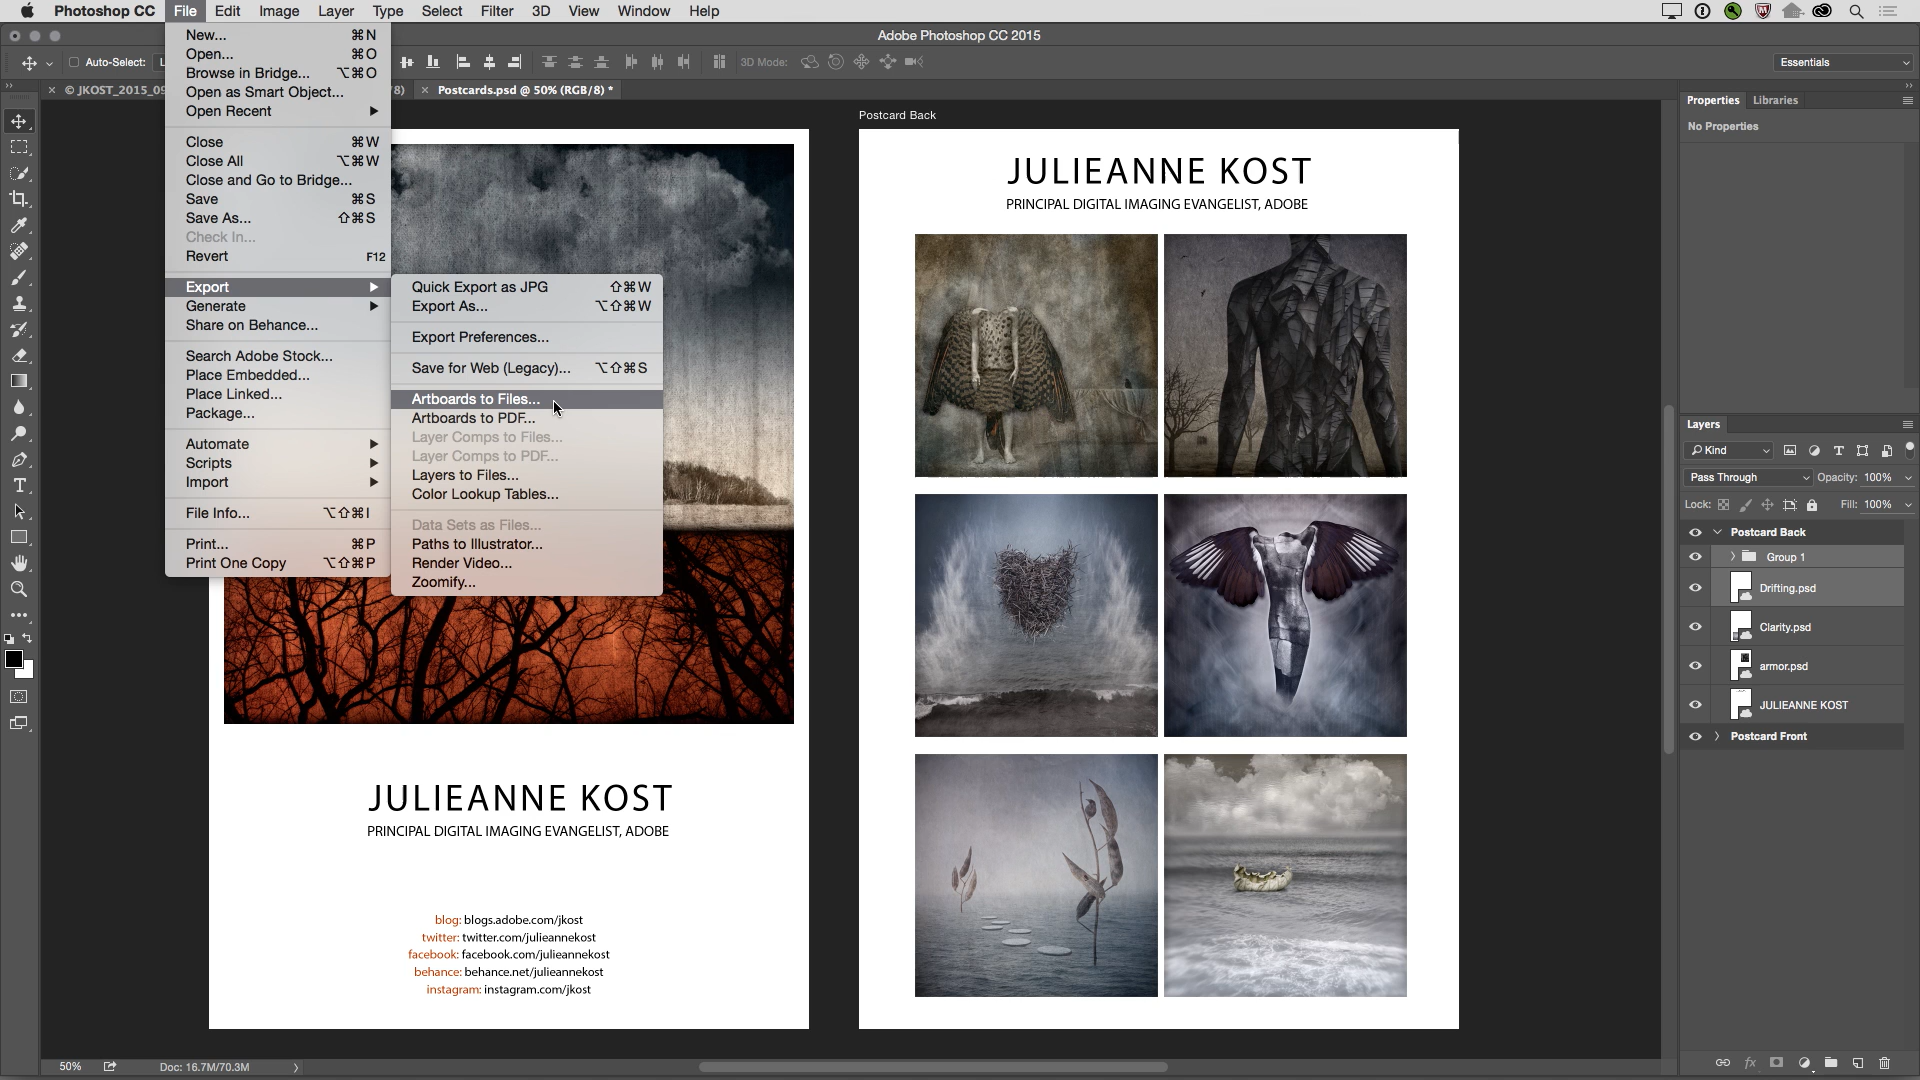 Photoshop CC File Edit Image Layer Type Select Filter 3D View Window Help
Adobe Photoshop CC 2015
Auto-Select:
3D Mode:
Essentials
© JKOST_2015_09
/8)
Postcards.psd @ 50% (RGB/8) *
New... ⌘N
Open... ⌘O
Browse in Bridge... ⌥⌘O
Open as Smart Object...
Open Recent
Close ⌘W
Close All ⌥⌘W
Close and Go to Bridge...
Save ⌘S
Save As... ⇧⌘S
Check In...
Revert F12
Export
Generate
Share on Behance...
Search Adobe Stock...
Place Embedded...
Place Linked...
Package...
Automate
Scripts
Import
File Info... ⌥⇧⌘I
Print... ⌘P
Print One Copy ⌥⇧⌘P
Quick Export as JPG ⇧⌘W
Export As... ⌥⇧⌘W
Export Preferences...
Save for Web (Legacy)... ⌥⇧⌘S
Artboards to Files...
Artboards to PDF...
Layer Comps to Files...
Layer Comps to PDF...
Layers to Files...
Color Lookup Tables...
Data Sets as Files...
Paths to Illustrator...
Render Video...
Zoomify...
JULIEANNE KOST
PRINCIPAL DIGITAL IMAGING EVANGELIST, ADOBE
blog: blogs.adobe.com/jkost
twitter: twitter.com/julieannekost
facebook: facebook.com/julieannekost
behance: behance.net/julieannekost
instagram: instagram.com/jkost
Postcard Back
JULIEANNE KOST
PRINCIPAL DIGITAL IMAGING EVANGELIST, ADOBE
Properties Libraries
No Properties
Layers
Kind
Pass Through Opacity: 100%
Lock: Fill: 100%
Postcard Back
Group 1
Drifting.psd
Clarity.psd
armor.psd
JULIEANNE KOST
Postcard Front
50% Doc: 16.7M/70.3M